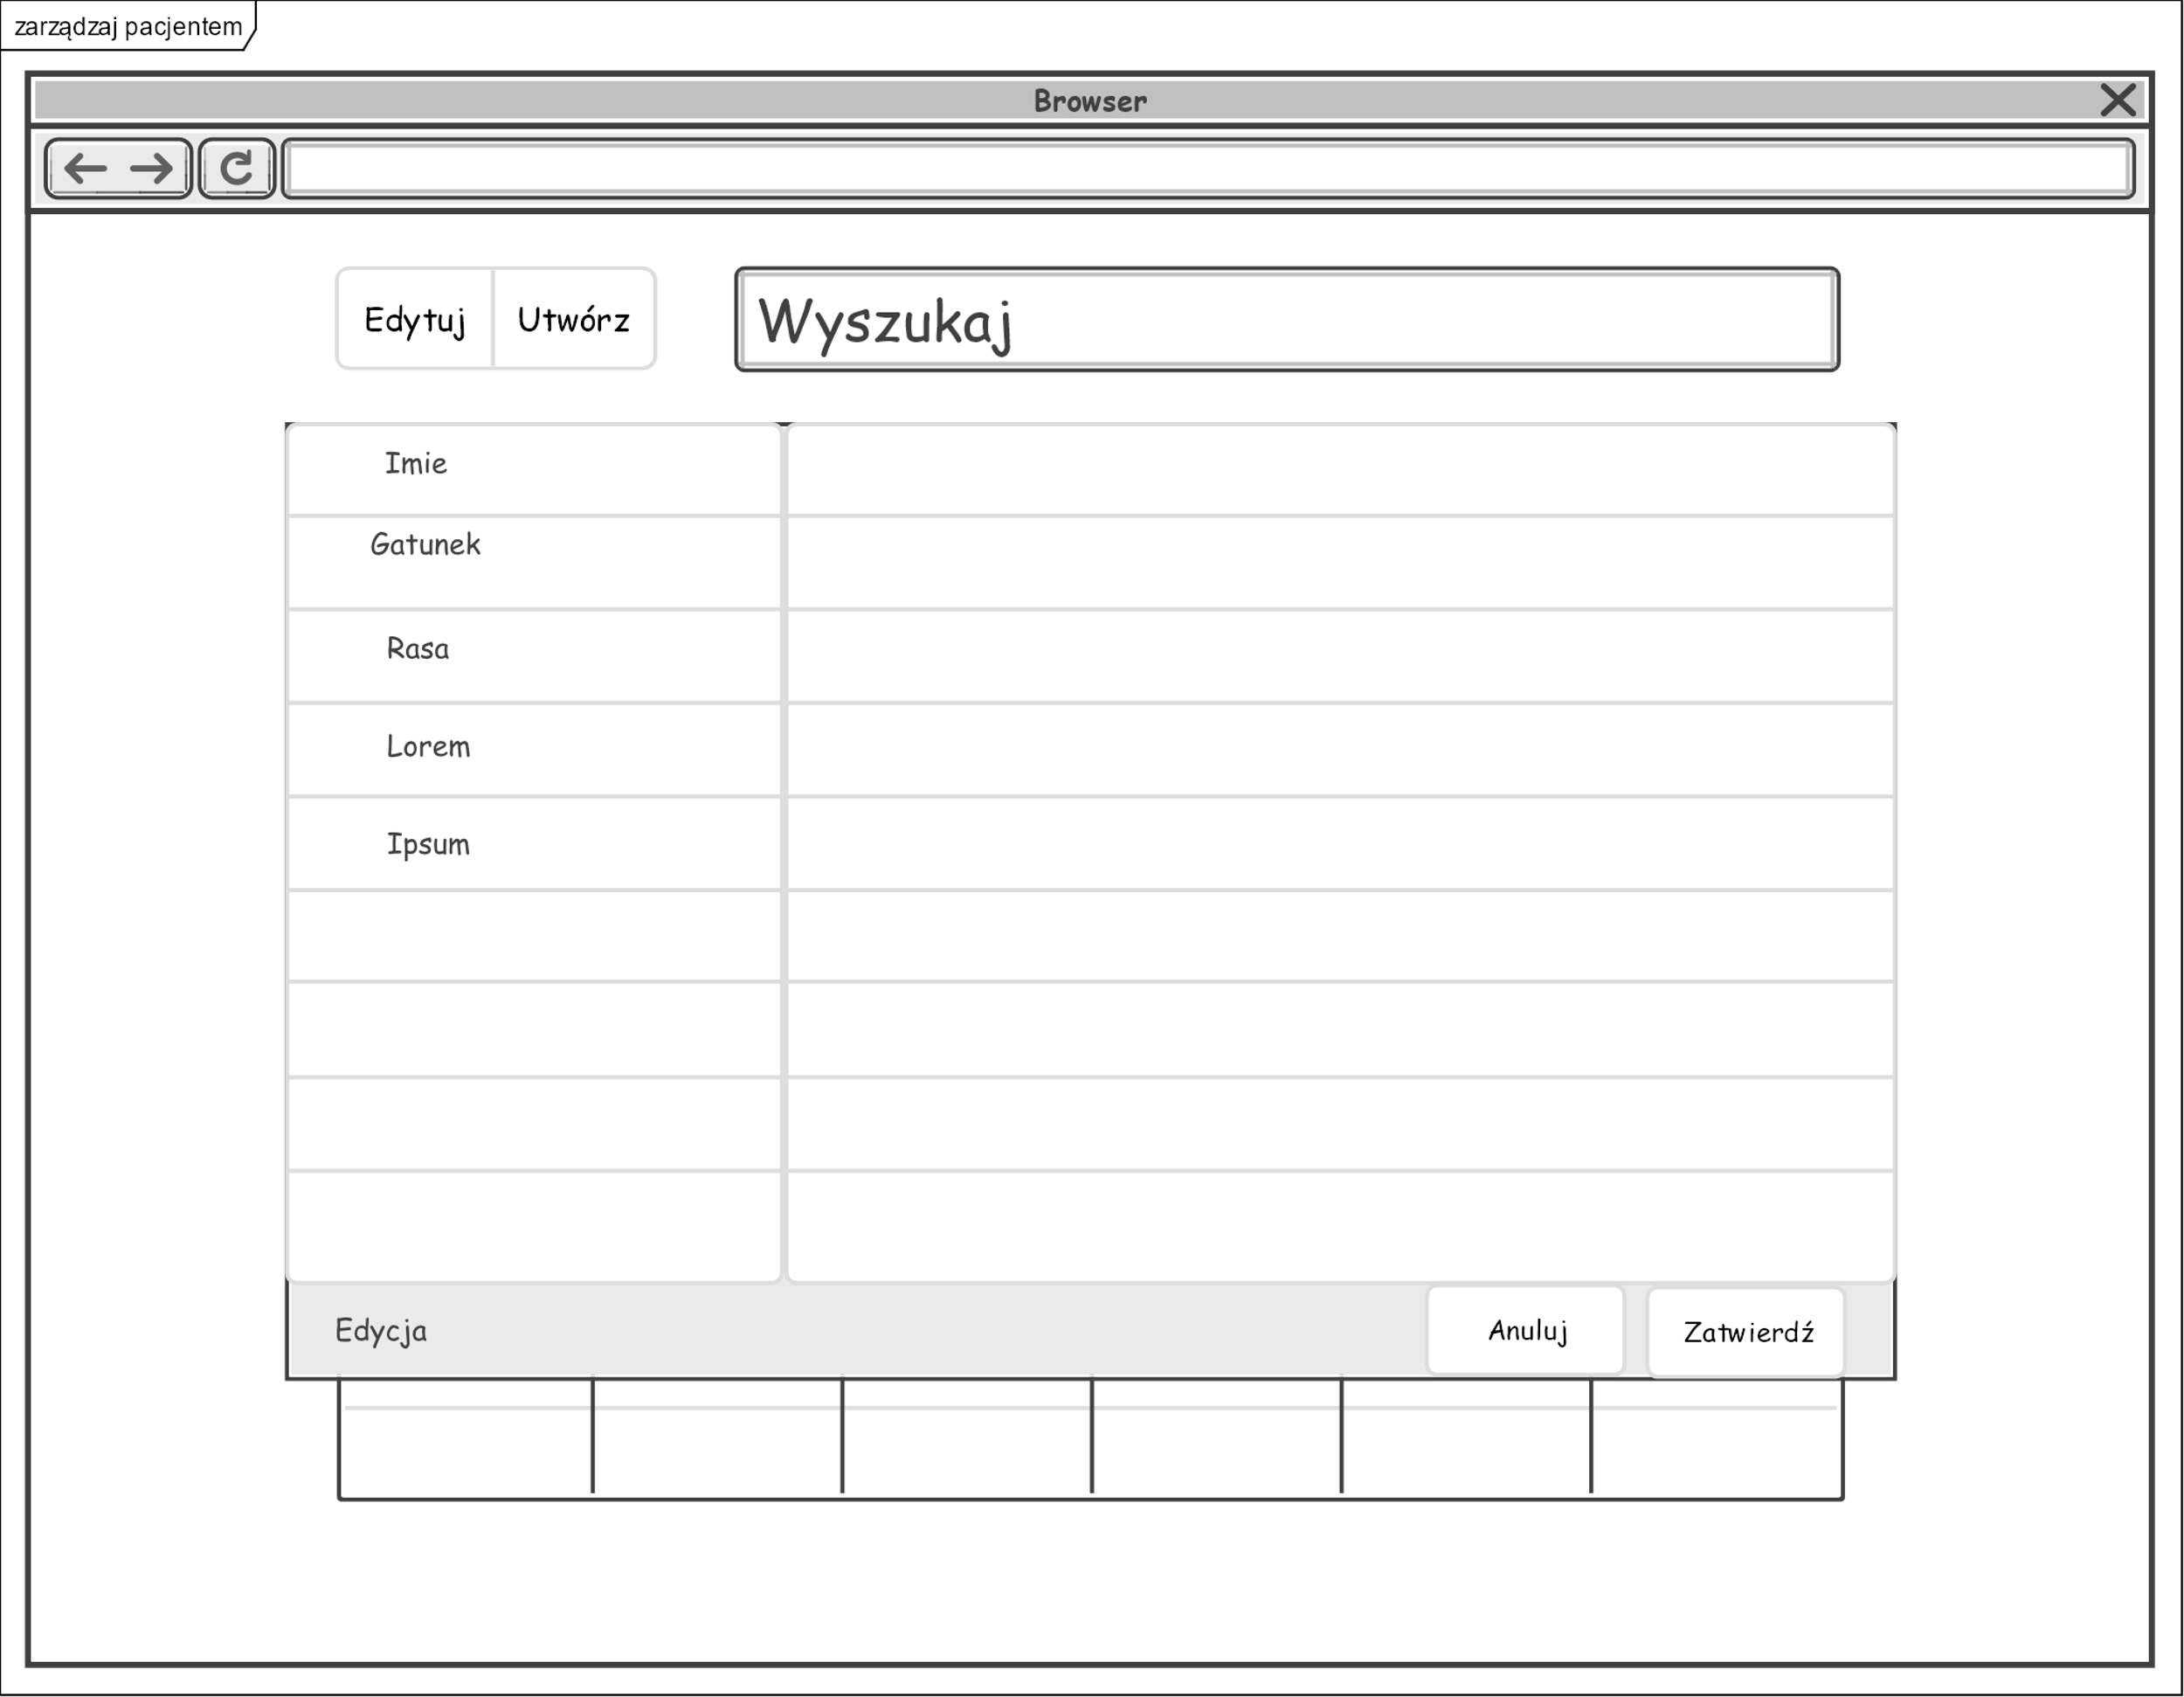 zarządzaj pacjentem
Browser
Edytuj
Utwórz
Wyszukaj
Imie
Gatunek
Rasa
Lorem
Ipsum
Edycja
Anuluj
Zatwierdź